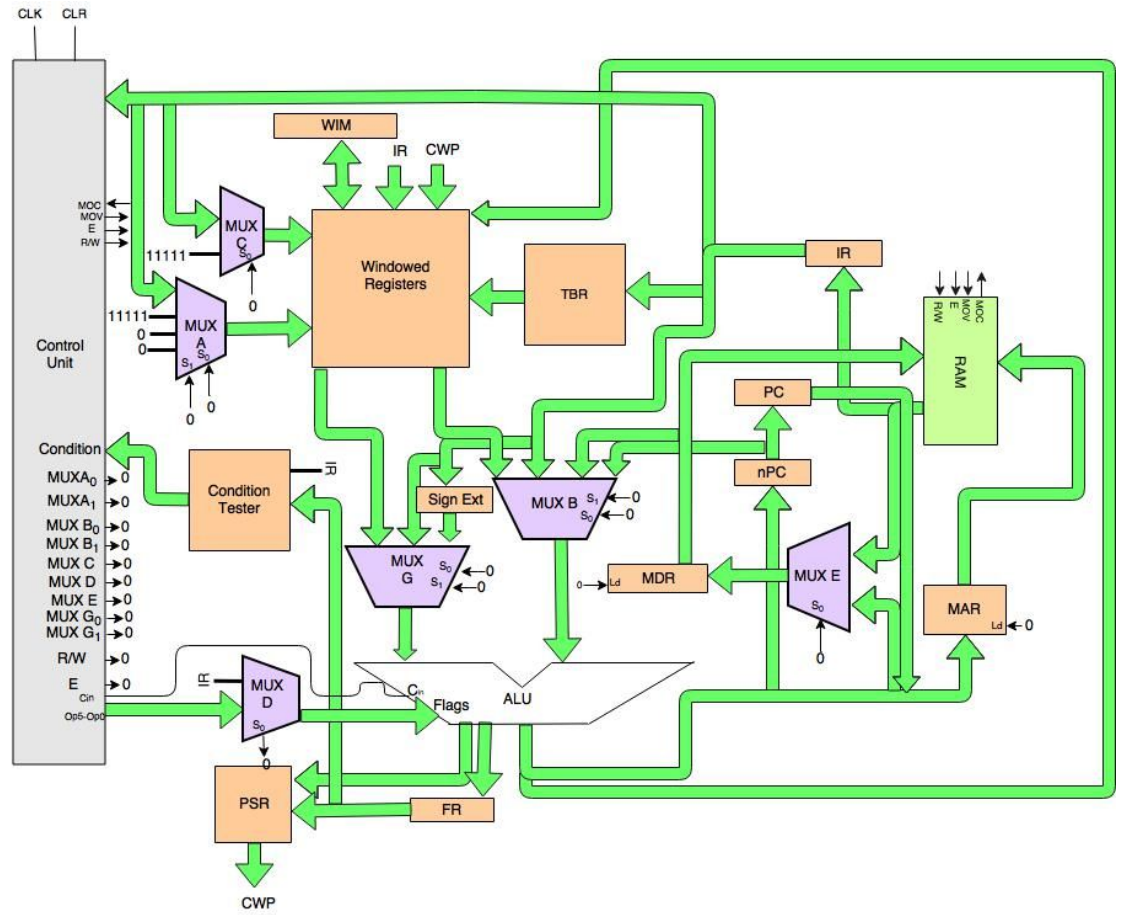 CLK CLR
WIM
IR CWP
MOC
MOV
E
R/W
MUX
C
S0
11111
0
Windowed
Registers
TBR
IR
R/W E MOV MOC
RAM
11111
0
0
MUX
A
S1 S0
0 0
Control
Unit
PC
nPC
Condition
MUXA0 0
MUXA1 0
MUX B0 0
MUX B1 0
MUX C 0
MUX D 0
MUX E 0
MUX G0 0
MUX G1 0
R/W 0
E 0
Cin
Op5-Op0
Condition
Tester
IR
Sign Ext
MUX B S1 0
S0 0
MUX
G
S0 0
S1 0
0 Ld MDR
MUX E
S0
0
MAR
Ld 0
IR
MUX
D
S0
0
Cin
Flags
ALU
PSR
FR
CWP